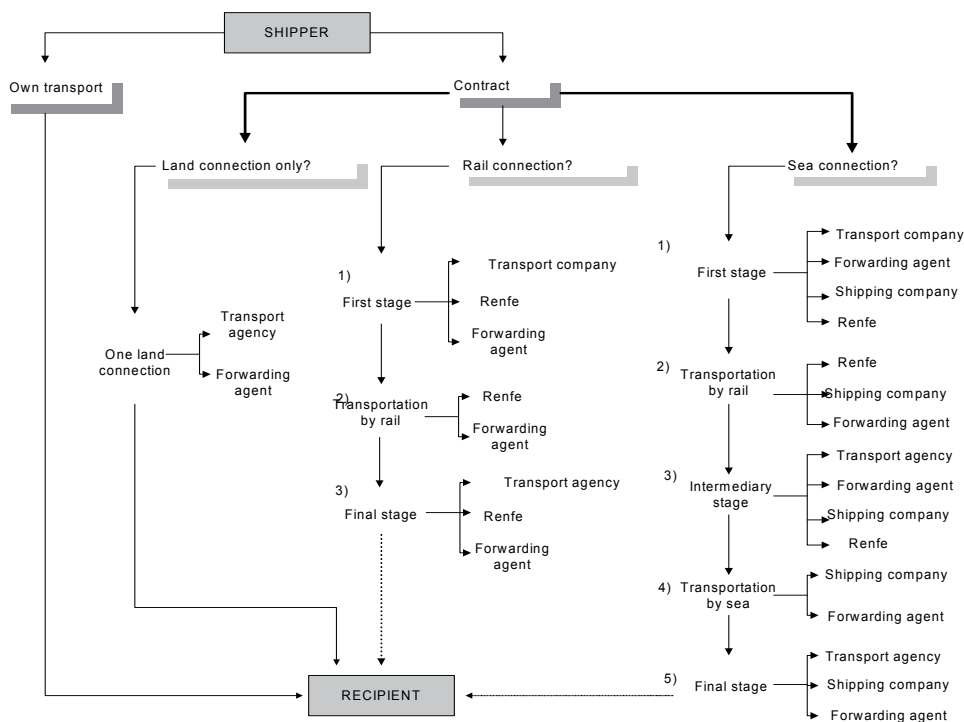 SHIPPER
Own transport
Contract
Land connection only?
Rail connection?
Sea connection?
One land
connection
Transport
agency
Forwarding
agent
1)
First stage
Transport company
Renfe
Forwarding
agent
2)
Transportation
by rail
Renfe
Forwarding
agent
3)
Final stage
Transport agency
Renfe
Forwarding
agent
1)
First stage
Transport company
Forwarding agent
Shipping company
Renfe
2)
Transportation
by rail
Renfe
Shipping company
Forwarding agent
3)
Intermediary
stage
Transport agency
Forwarding agent
Shipping company
Renfe
4)
Transportation
by sea
Shipping company
Forwarding agent
5)
Final stage
Transport agency
Shipping company
Forwarding agent
RECIPIENT